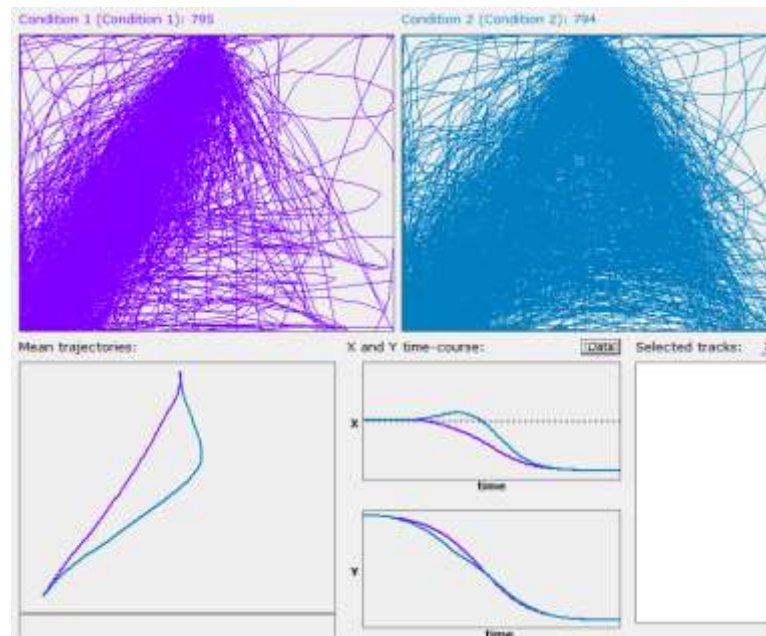 Condition 1 (Condition 1): 795
Condition 2 (Condition 2): 794
Mean trajectories:
X and Y time-course:
Data
Selected tracks:
X
time
Y
time